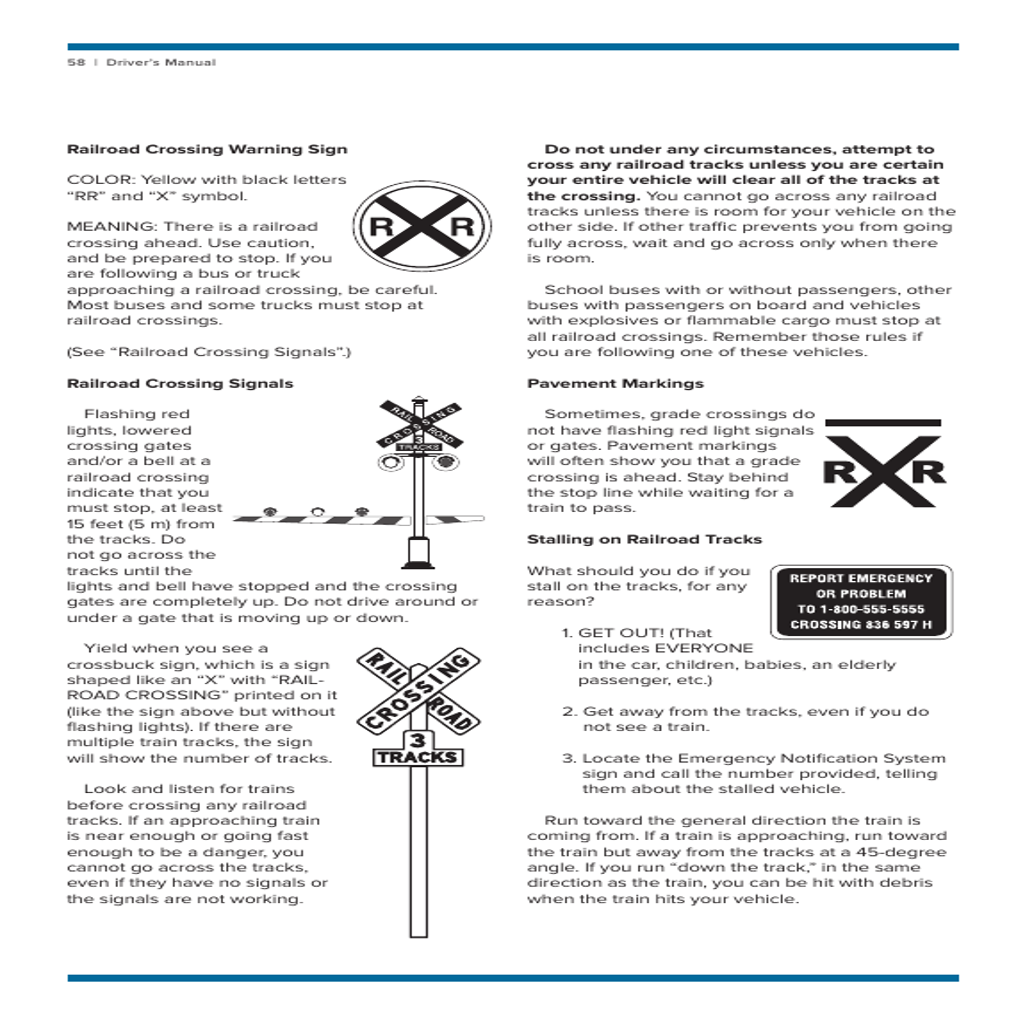 58 | Driver's Manual
Railroad Crossing Warning Sign
COLOR: Yellow with black letters
“RR” and “X” symbol.
MEANING: There is a railroad
crossing ahead. Use caution,
and be prepared to stop. If you
are following a bus or truck
approaching a railroad crossing, be careful.
Most buses and some trucks must stop at
railroad crossings.
(See “Railroad Crossing Signals”.)
R X R
Railroad Crossing Signals
Flashing red
lights, lowered
crossing gates
and/or a bell at a
railroad crossing
indicate that you
must stop, at least
15 feet (5 m) from
the tracks. Do
not go across the
tracks until the
lights and bell have stopped and the crossing
gates are completely up. Do not drive around or
under a gate that is moving up or down.
RAIL ROAD
CROSSING
3
TRACKS
Yield when you see a
crossbuck sign, which is a sign
shaped like an “X” with “RAIL-
ROAD CROSSING” printed on it
(like the sign above but without
flashing lights). If there are
multiple train tracks, the sign
will show the number of tracks.
RAIL ROAD
CROSSING
3
TRACKS
Look and listen for trains
before crossing any railroad
tracks. If an approaching train
is near enough or going fast
enough to be a danger, you
cannot go across the tracks,
even if they have no signals or
the signals are not working.
Do not under any circumstances, attempt to
cross any railroad tracks unless you are certain
your entire vehicle will clear all of the tracks at
the crossing. You cannot go across any railroad
tracks unless there is room for your vehicle on the
other side. If other traffic prevents you from going
fully across, wait and go across only when there
is room.
School buses with or without passengers, other
buses with passengers on board and vehicles
with explosives or flammable cargo must stop at
all railroad crossings. Remember those rules if
you are following one of these vehicles.
Pavement Markings
Sometimes, grade crossings do
not have flashing red light signals
or gates. Pavement markings
will often show you that a grade
crossing is ahead. Stay behind
the stop line while waiting for a
train to pass.
R X R
Stalling on Railroad Tracks
What should you do if you
stall on the tracks, for any
reason?
REPORT EMERGENCY
OR PROBLEM
TO 1-800-555-5555
CROSSING 836 597 H
1. GET OUT! (That
includes EVERYONE
in the car, children, babies, an elderly
passenger, etc.)
2. Get away from the tracks, even if you do
not see a train.
3. Locate the Emergency Notification System
sign and call the number provided, telling
them about the stalled vehicle.
Run toward the general direction the train is
coming from. If a train is approaching, run toward
the train but away from the tracks at a 45-degree
angle. If you run “down the track,” in the same
direction as the train, you can be hit with debris
when the train hits your vehicle.